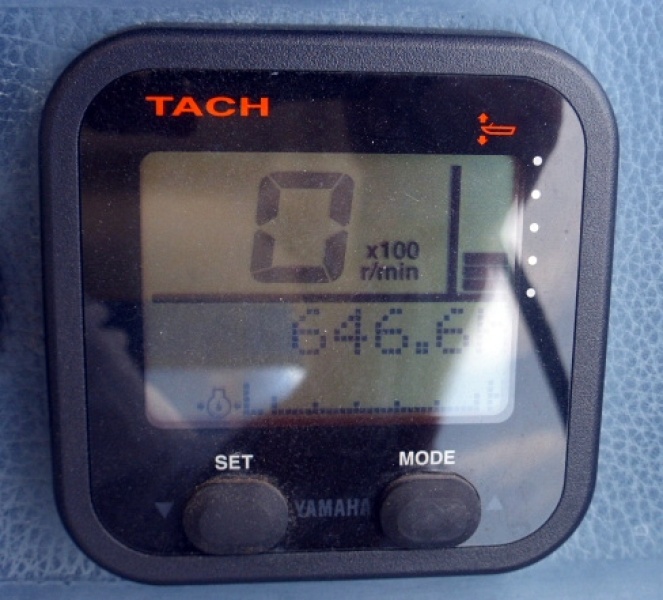 TACH
0
x100
r/min
646.6
SET
MODE
YAMAHA